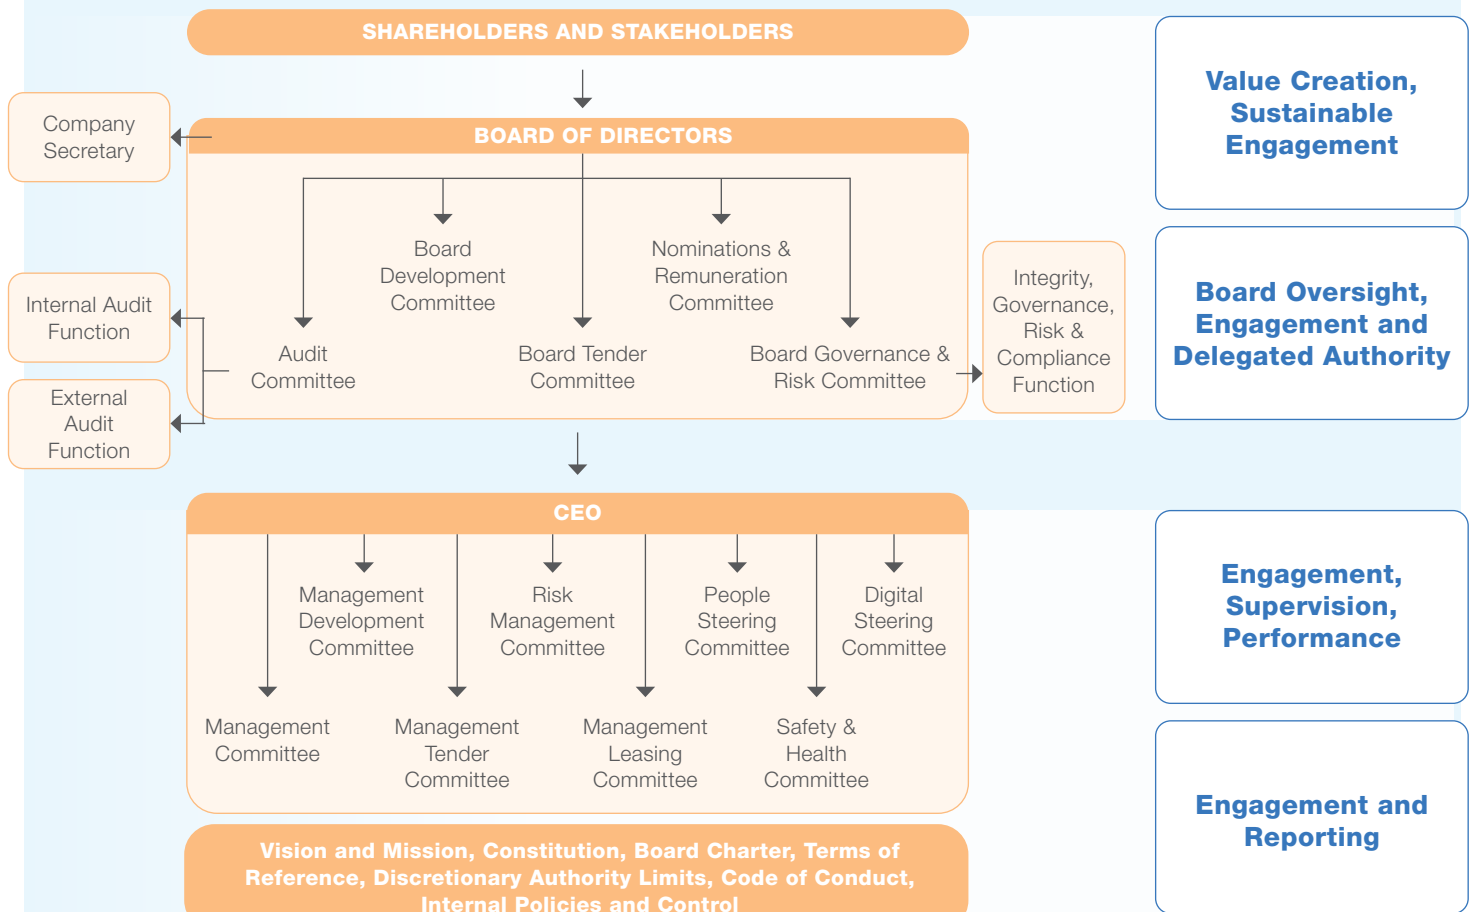 SHAREHOLDERS AND STAKEHOLDERS
Value Creation,
Sustainable
Engagement
Company
Secretary
BOARD OF DIRECTORS
Board
Development
Committee
Nominations &
Remuneration
Committee
Internal Audit
Function
Audit
Committee
Board Tender
Committee
Board Governance &
Risk Committee
Integrity,
Governance,
Risk &
Compliance
Function
Board Oversight,
Engagement and
Delegated Authority
External
Audit
Function
CEO
Management
Development
Committee
Risk
Management
Committee
People
Steering
Committee
Digital
Steering
Committee
Engagement,
Supervision,
Performance
Management
Committee
Management
Tender
Committee
Management
Leasing
Committee
Safety &
Health
Committee
Engagement and
Reporting
Vision and Mission, Constitution, Board Charter, Terms of
Reference, Discretionary Authority Limits, Code of Conduct,
Internal Policies and Control